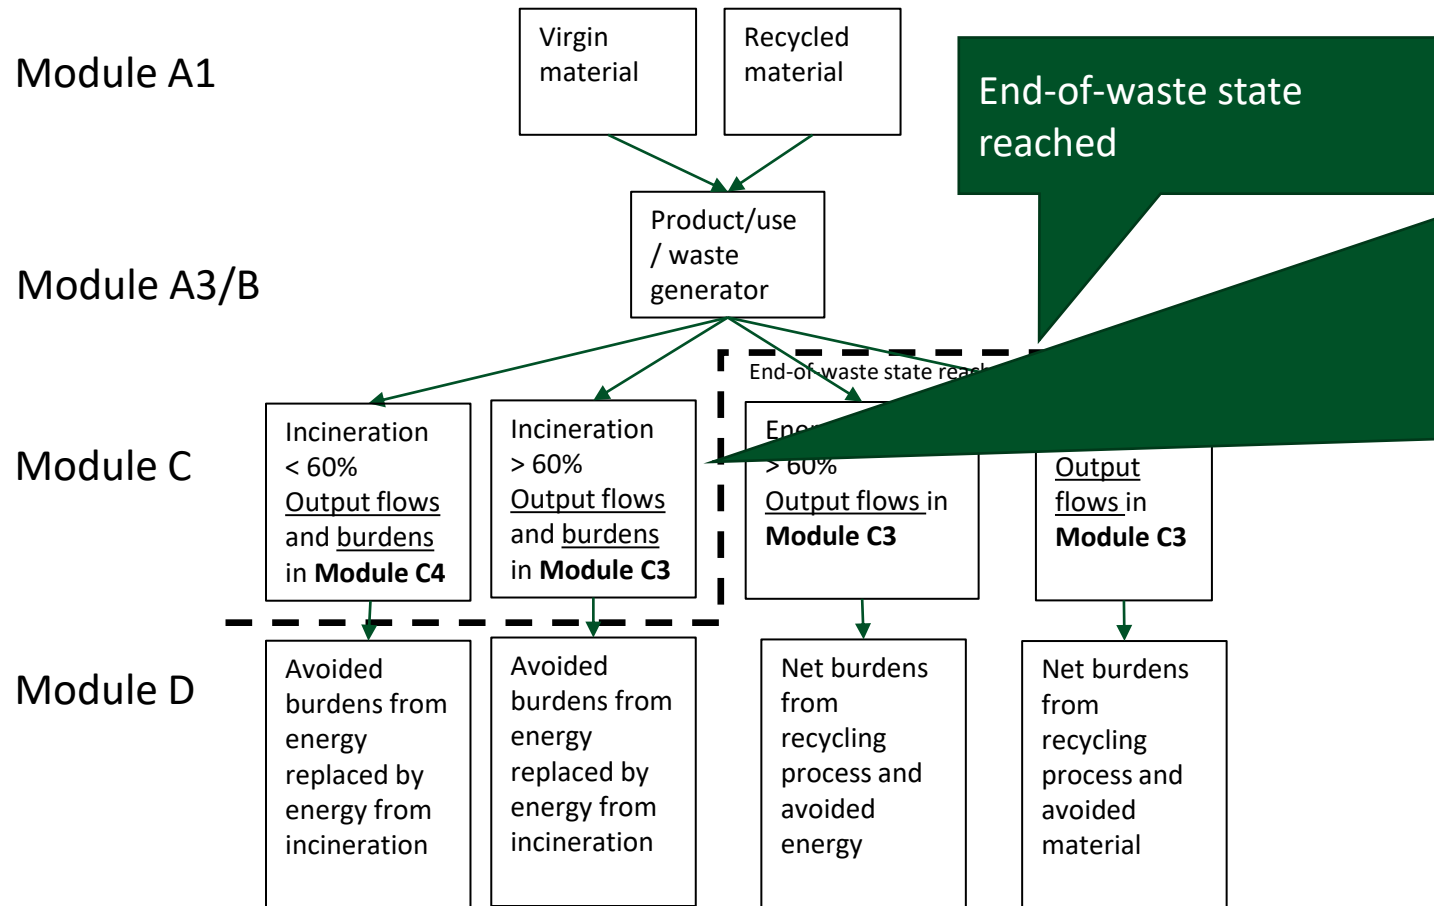 Module A1
Virgin
material
Recycled
material
End-of-waste state
reached
Module A3/B
Product/use
/ waste
generator
End-of-waste state
Module C
Incineration
< 60%
Output flows
and burdens
in Module C4
Incineration
> 60%
Output flows
and burdens
in Module C3
> 60%
Output flows in
Module C3
Output
flows in
Module C3
Module D
Avoided
burdens from
energy
replaced by
energy from
incineration
Avoided
burdens from
energy
replaced by
energy from
incineration
Net burdens
from
recycling
process and
avoided
energy
Net burdens
from
recycling
process and
avoided
material